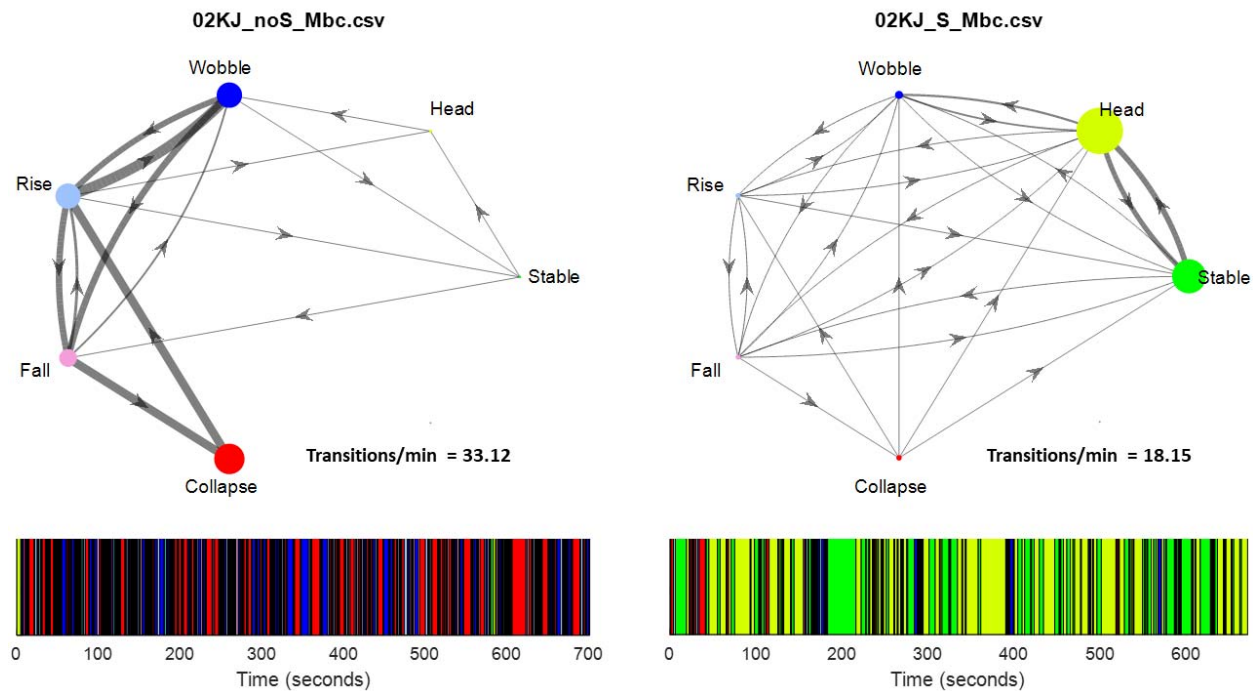 02KJ_noS_Mbc.csv
Wobble
Head
Rise
Stable
Fall
Transitions/min = 33.12
Collapse
0 100 200 300 400 500 600 700
Time (seconds)
02KJ_S_Mbc.csv
Wobble
Head
Rise
Stable
Fall
Transitions/min = 18.15
Collapse
0 100 200 300 400 500 600
Time (seconds)